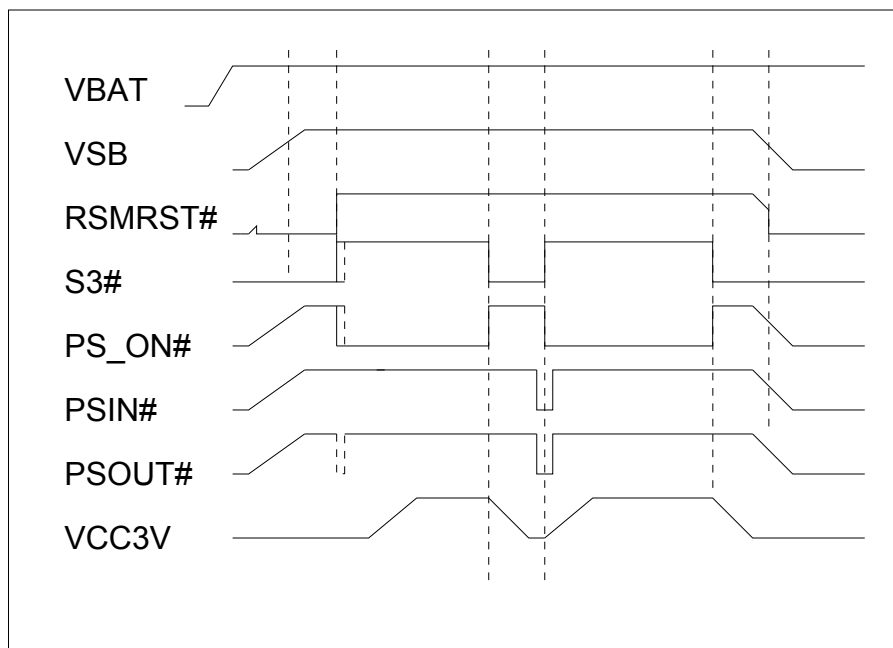 VBAT
VSB
RSMRST#
S3#
PS_ON#
PSIN#
PSOUT#
VCC3V